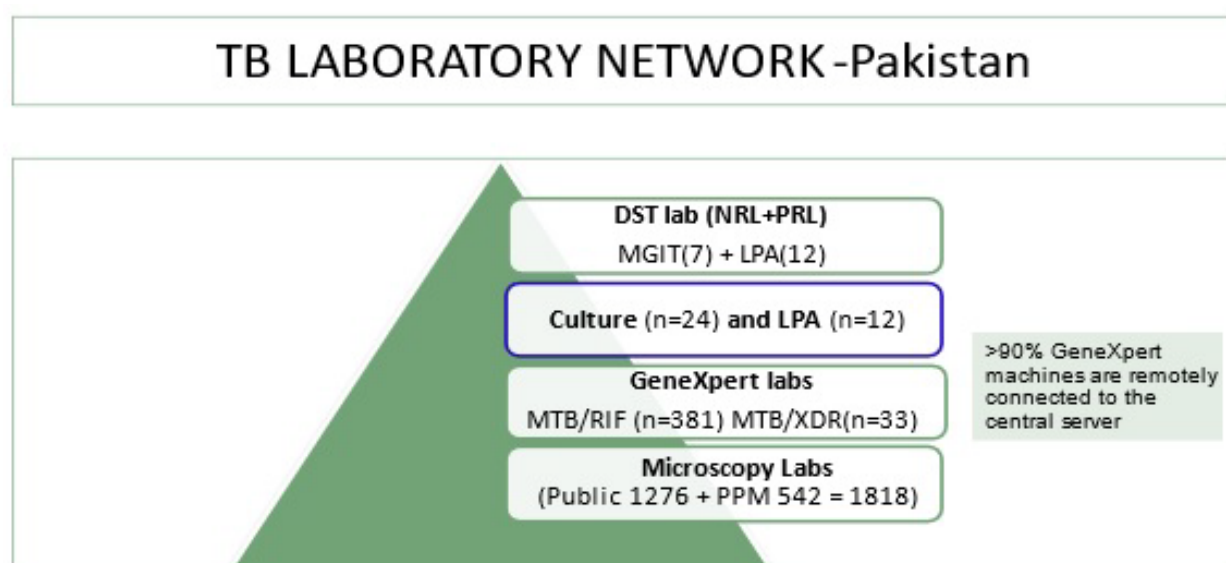 TB LABORATORY NETWORK -Pakistan
DST lab (NRL+PRL)
MGIT(7) + LPA(12)
Culture (n=24) and LPA (n=12)
GeneXpert labs
MTB/RIF (n=381) MTB/XDR(n=33)
Microscopy Labs
(Public 1276 + PPM 542 = 1818)
>90% GeneXpert
machines are remotely
connected to the
central server